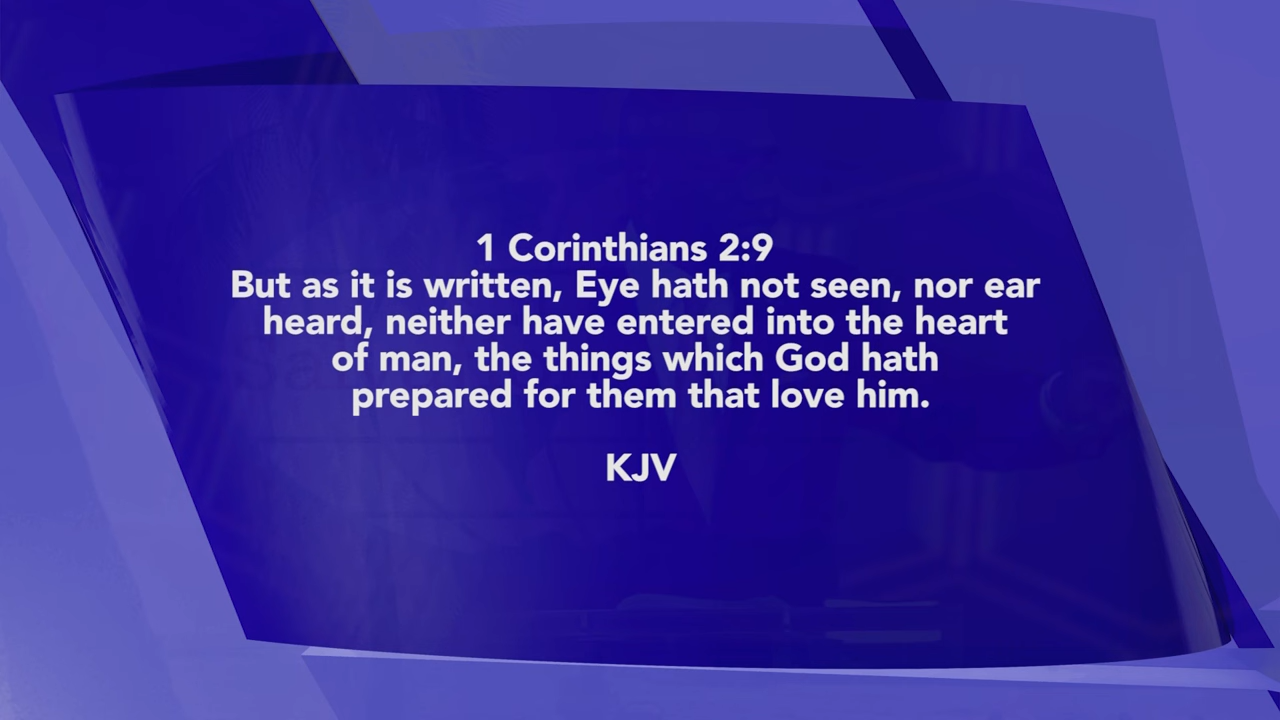 1 Corinthians 2:9
But as it is written, Eye hath not seen, nor ear
heard, neither have entered into the heart
of man, the things which God hath
prepared for them that love him.
KJV